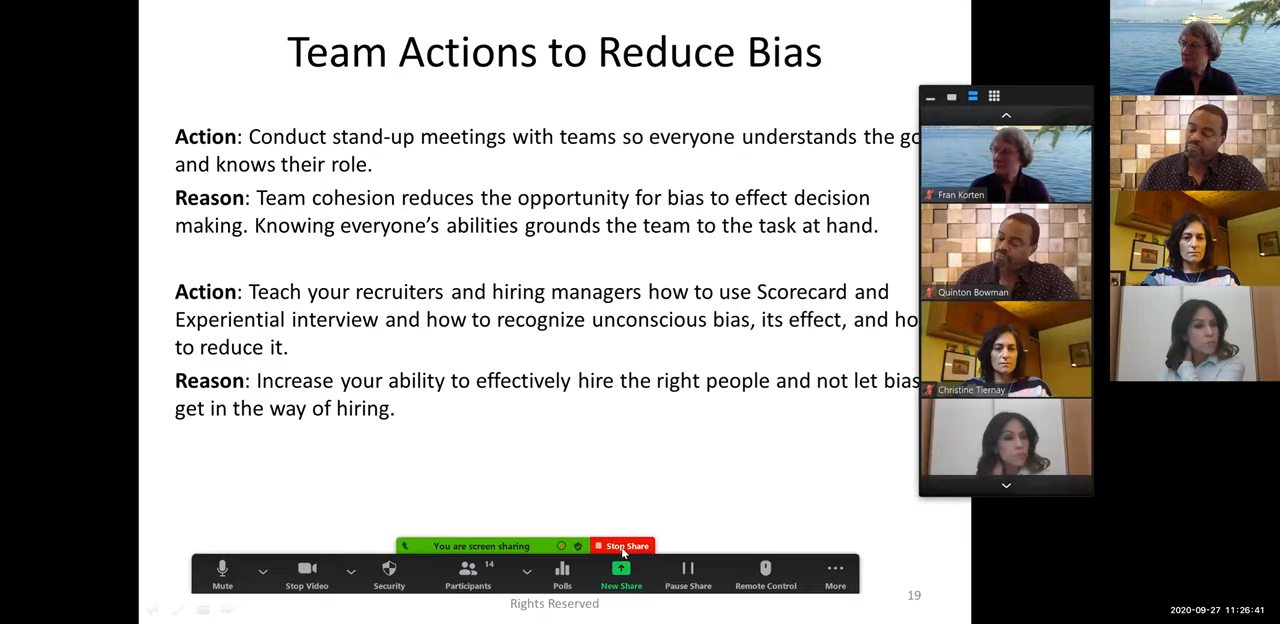 Team Actions to Reduce Bias
Action: Conduct stand-up meetings with teams so everyone understands the go
and knows their role.
Reason: Team cohesion reduces the opportunity for bias to effect decision
making. Knowing everyone’s abilities grounds the team to the task at hand.
Action: Teach your recruiters and hiring managers how to use Scorecard and
Experiential interview and how to recognize unconscious bias, its effect, and ho
to reduce it.
Reason: Increase your ability to effectively hire the right people and not let bias
get in the way of hiring.
Fran Korten
Quinton Bowman
Christine Tiernay
You are screen sharing
Stop Share
14
Mute
Stop Video
Security
Participants
Polls
New Share
Pause Share
Remote Control
More
Rights Reserved
19
2020-09-27 11:26:41